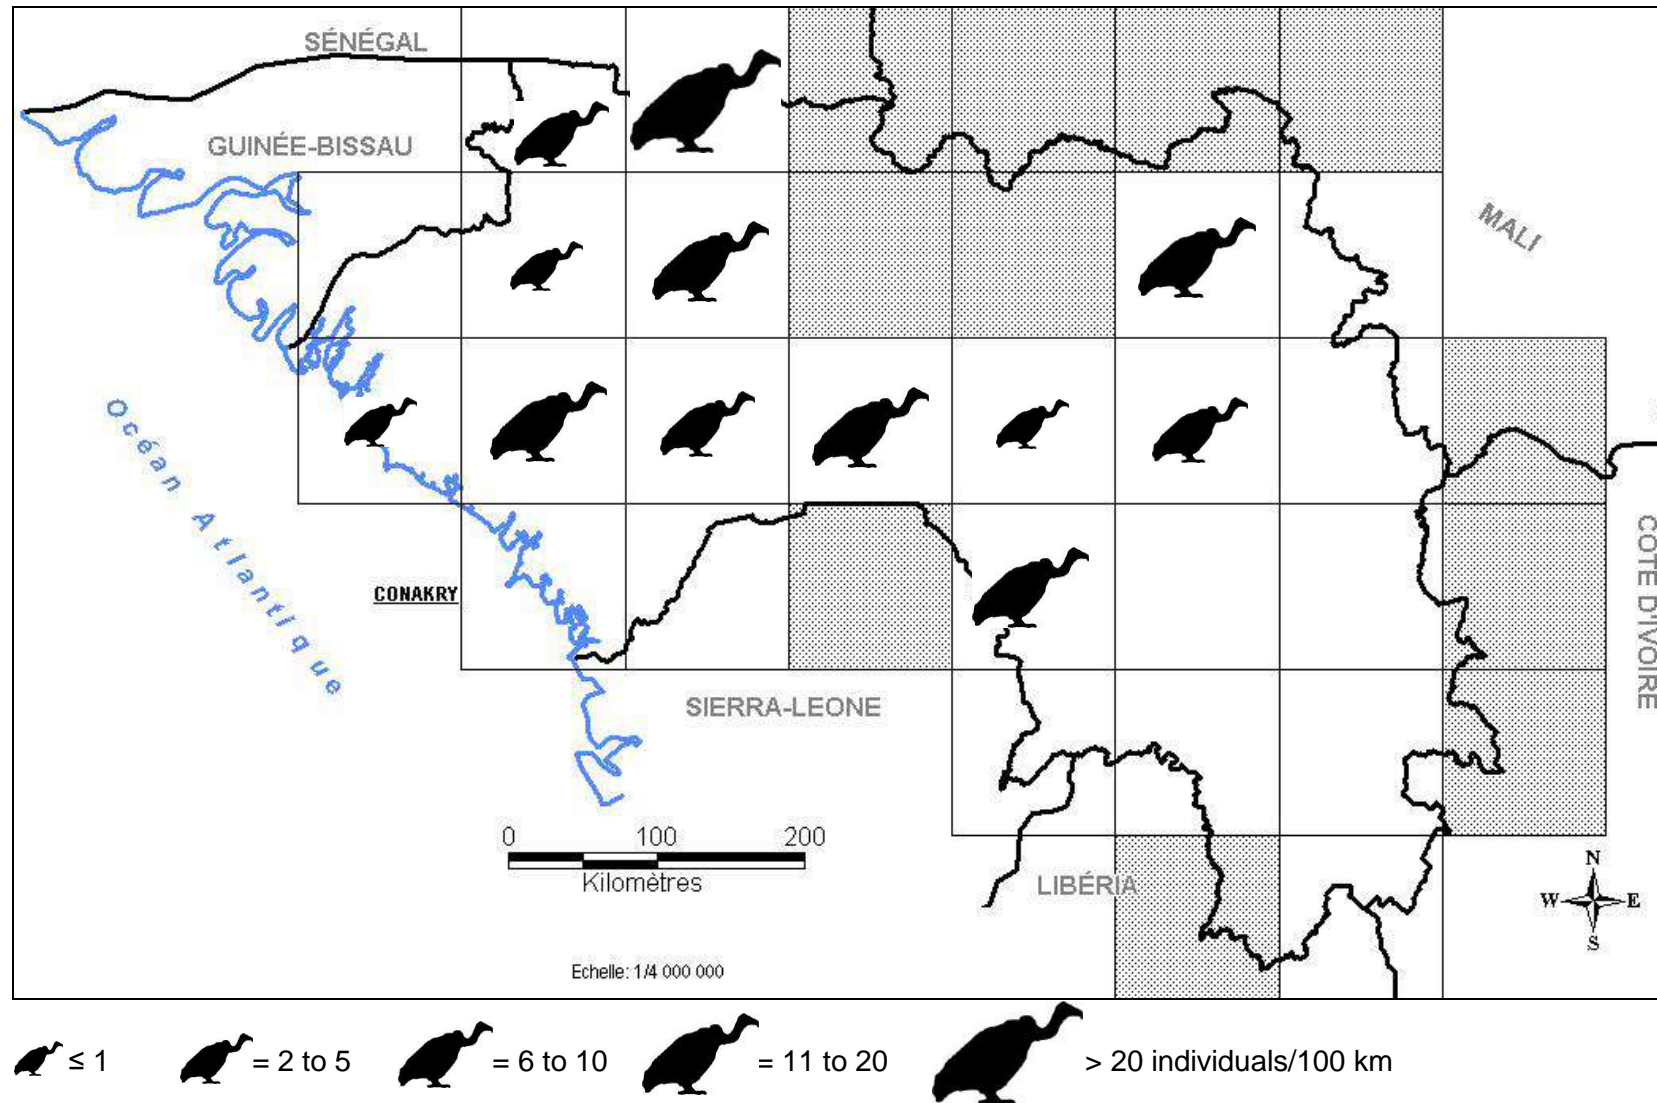 SÉNÉGAL
GUINÉE-BISSAU
MALI
Océan Atlantique
CONAKRY
COTE D'IVOIRE
SIERRA-LEONE
0 100 200
Kilomètres
LIBÉRIA
N
W E
S
Echelle: 1/4 000 000
≤ 1 = 2 to 5 = 6 to 10 = 11 to 20 > 20 individuals/100 km